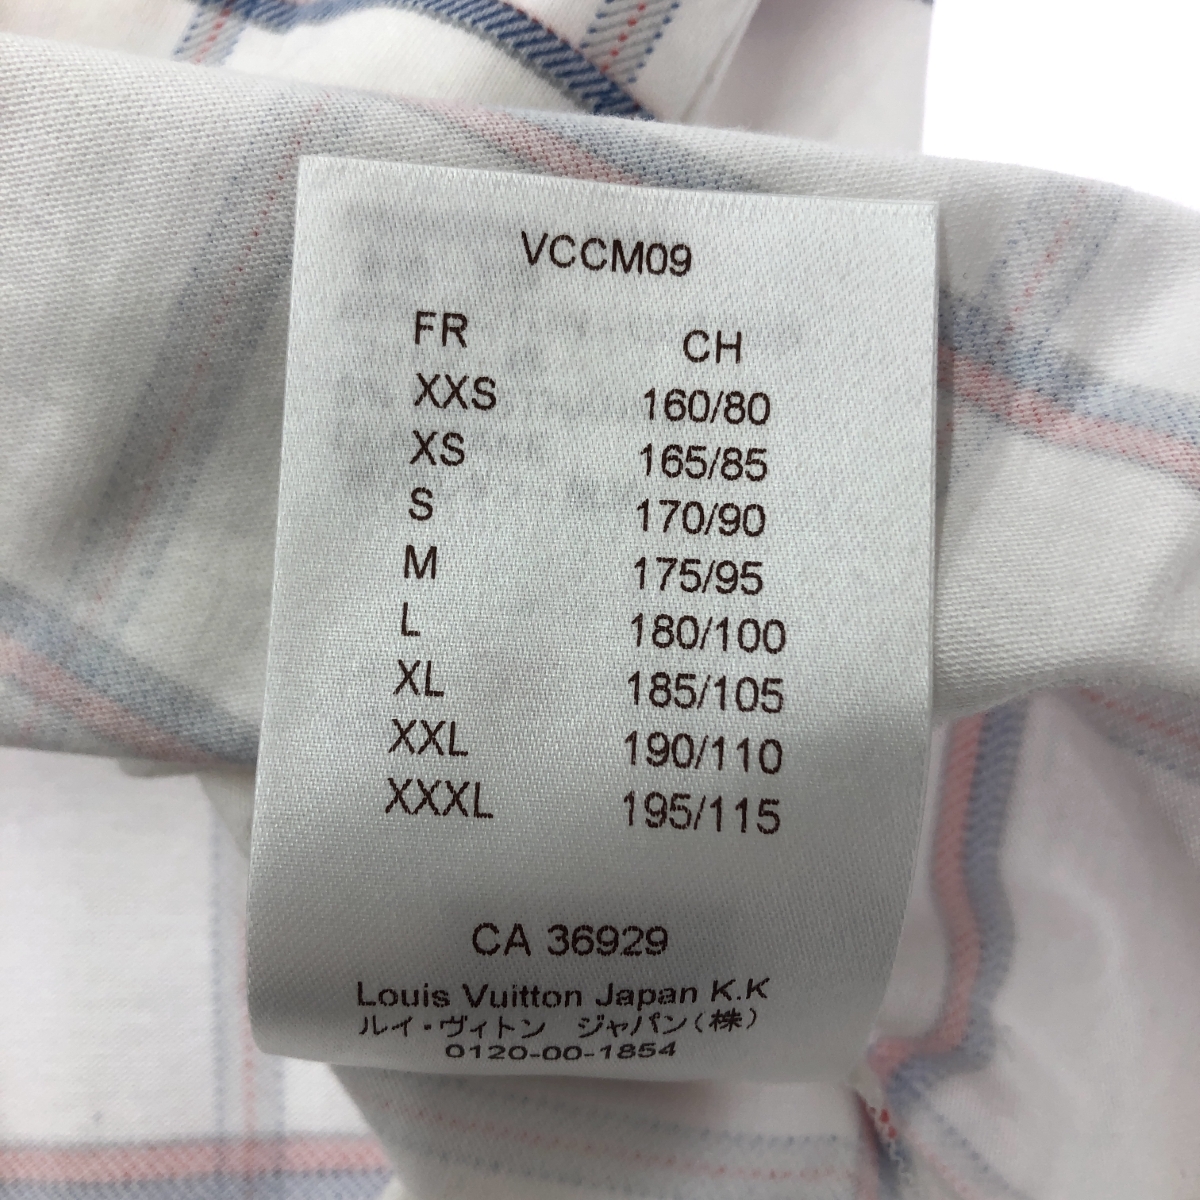 VCCM09
FR CH
XXS 160/80
XS 165/85
S 170/90
M 175/95
L 180/100
XL 185/105
XXL 190/110
XXXL 195/115
CA 36929
Louis Vuitton Japan K.K
ルイ・ヴィトン　ジャパン(株)
0120-00-1854